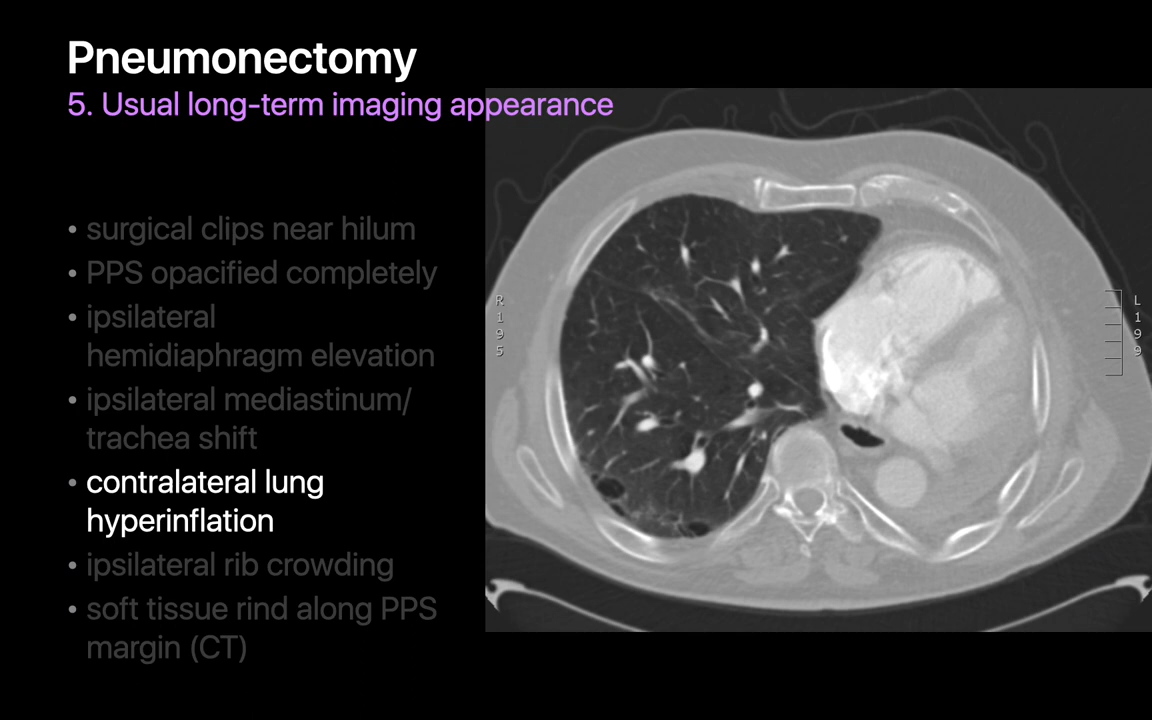 Pneumonectomy
5. Usual long-term imaging appearance
• surgical clips near hilum
• PPS opacified completely
• ipsilateral
hemidiaphragm elevation
• ipsilateral mediastinum/
trachea shift
• contralateral lung
hyperinflation
• ipsilateral rib crowding
• soft tissue rind along PPS
margin (CT)
R
1
9
5
L
1
9
9